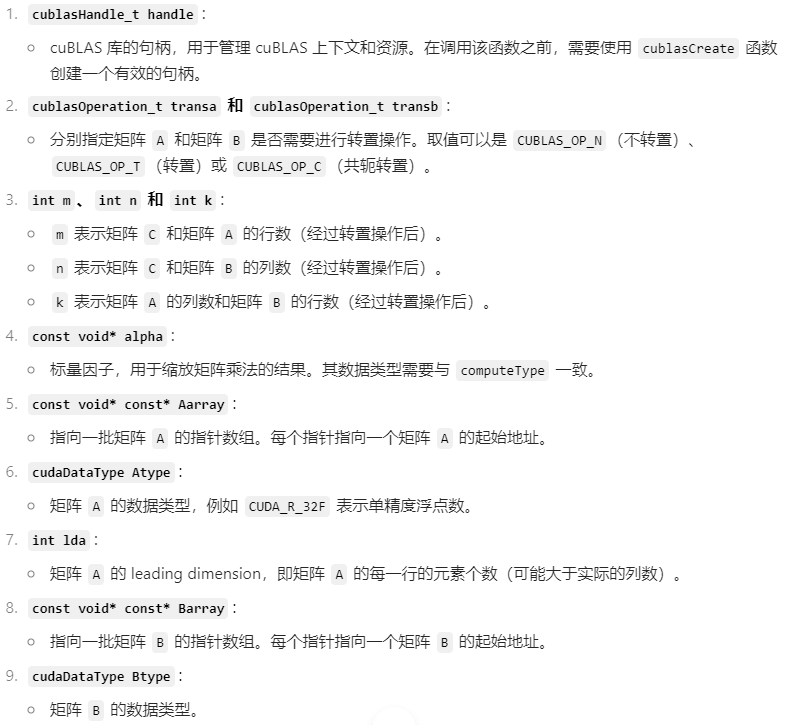 1. cublasHandle_t handle：
cuBLAS 库的句柄，用于管理 cuBLAS 上下文和资源。在调用该函数之前，需要使用 cublasCreate 函数
创建一个有效的句柄。
2. cublasOperation_t transa 和 cublasOperation_t transb：
分别指定矩阵 A 和矩阵 B 是否需要进行转置操作。取值可以是 CUBLAS_OP_N （不转置）、
CUBLAS_OP_T （转置）或 CUBLAS_OP_C （共轭转置）。
3. int m、 int n 和 int k：
m 表示矩阵 C 和矩阵 A 的行数（经过转置操作后）。
n 表示矩阵 C 和矩阵 B 的列数（经过转置操作后）。
k 表示矩阵 A 的列数和矩阵 B 的行数（经过转置操作后）。
4. const void* alpha：
标量因子，用于缩放矩阵乘法的结果。其数据类型需要与 computeType 一致。
5. const void* const* Aarray：
指向一批矩阵 A 的指针数组。每个指针指向一个矩阵 A 的起始地址。
6. cudaDataType Atype：
矩阵 A 的数据类型，例如 CUDA_R_32F 表示单精度浮点数。
7. int lda：
矩阵 A 的 leading dimension，即矩阵 A 的每一行的元素个数（可能大于实际的列数）。
8. const void* const* Barray：
指向一批矩阵 B 的指针数组。每个指针指向一个矩阵 B 的起始地址。
9. cudaDataType Btype：
矩阵 B 的数据类型。